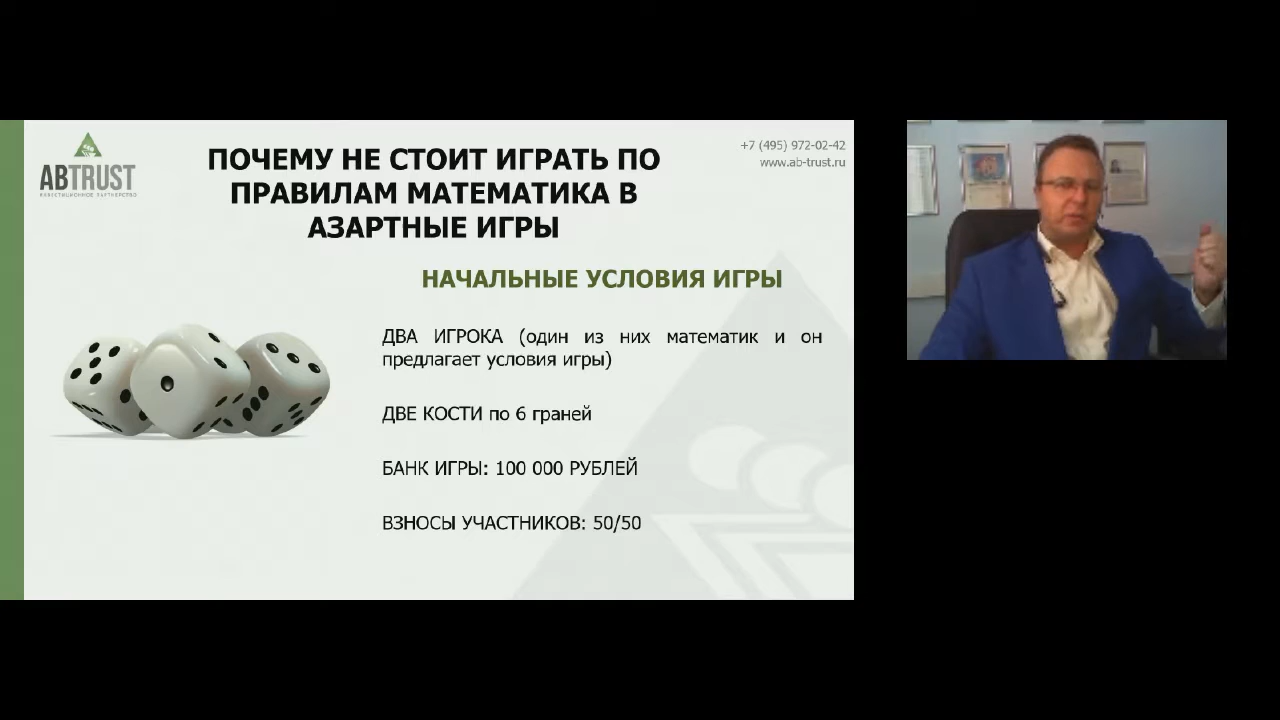 ABTRUST
ИНВЕСТИЦИОННОЕ ПАРТНЕРСТВО
ПОЧЕМУ НЕ СТОИТ ИГРАТЬ ПО
ПРАВИЛАМ МАТЕМАТИКА В
АЗАРТНЫЕ ИГРЫ
+7 (495) 972-02-42
www.ab-trust.ru
НАЧАЛЬНЫЕ УСЛОВИЯ ИГРЫ
ДВА ИГРОКА (один из них математик и он
предлагает условия игры)
ДВЕ КОСТИ по 6 граней
БАНК ИГРЫ: 100 000 РУБЛЕЙ
ВЗНОСЫ УЧАСТНИКОВ: 50/50